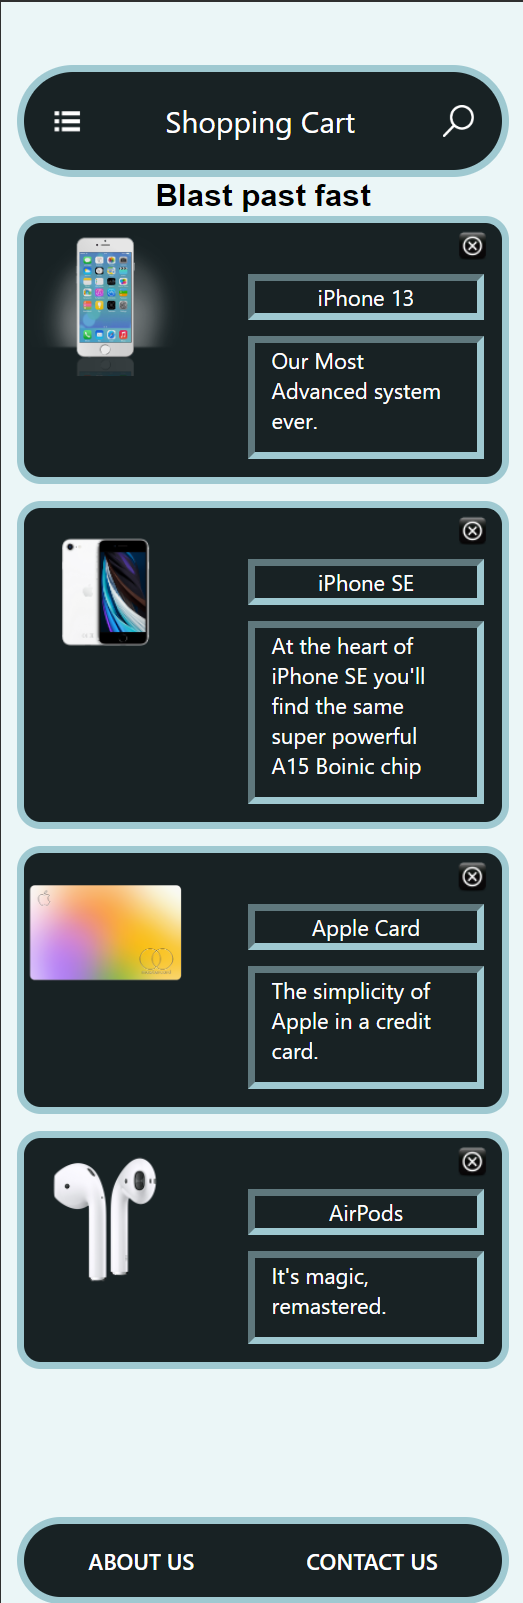 Shopping Cart
Blast past fast
iPhone 13
Our Most
Advanced system
ever.
iPhone SE
At the heart of
iPhone SE you'll
find the same
super powerful
A15 Boinic chip
Apple Card
The simplicity of
Apple in a credit
card.
AirPods
It's magic,
remastered.
ABOUT US CONTACT US